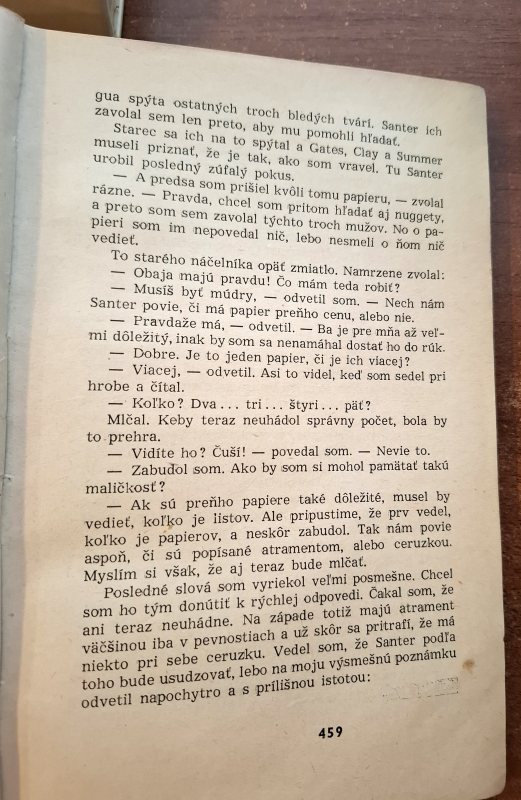 gua spýta ostatných troch bledých tvárí. Santer ich
zavolal sem len preto, aby mu pomohli hľadať.
Starec sa ich na to spýtal a Gates, Clay a Summer
museli priznať, že je tak, ako som vravel. Tu Santer
urobil posledný zúfalý pokus.
— A predsa som prišiel kvôli tomu papieru, — zvolal
rázne. — Pravda, chcel som pritom hľadať aj nuggety,
a preto som sem zavolal týchto troch mužov. No o pa-
pieri som im nepovedal nič, lebo nesmeli o ňom nič
vedieť.
To starého náčelníka opäť zmiatlo. Namrzene zvolal:
— Obaja majú pravdu! Čo mám teda robiť?
— Musíš byť múdry, — odvetil som. — Nech nám
Santer povie, či má papier preňho cenu, alebo nie.
— Pravdaže má, — odvetil. — Ba je pre mňa až veľ-
mi dôležitý, inak by som sa nenamáhal dostať ho do rúk.
— Dobre. Je to jeden papier, či je ich viacej?
— Viacej, — odvetil. Asi to videl, keď som sedel pri
hrobe a čítal.
— Koľko? Dva... tri... štyri... päť?
Mlčal. Keby teraz neuhádol správny počet, bola by
to prehra.
— Vidíte ho? Čuší! — povedal som. — Nevie to.
— Zabudol som. Ako by som si mohol pamätať takú
maličkosť?
— Ak sú preňho papiere také dôležité, musel by
vedieť, koľko je listov. Ale pripustime, že prv vedel,
koľko je papierov, a neskôr zabudol. Tak nám povie
aspoň, či sú popísané atramentom, alebo ceruzkou.
Myslím si však, že aj teraz bude mlčať.
Posledné slová som vyriekol veľmi posmešne. Chcel
som ho tým donútiť k rýchlej odpovedi. Čakal som, že
ani teraz neuhádne. Na západe totiž majú atrament
väčšinou iba v pevnostiach a už skôr sa pritrafí, že má
niekto pri sebe ceruzku. Vedel som, že Santer podľa
toho bude usudzovať, lebo na moju výsmešnú poznámku
odvetil napochytro a s prílišnou istotou:
459